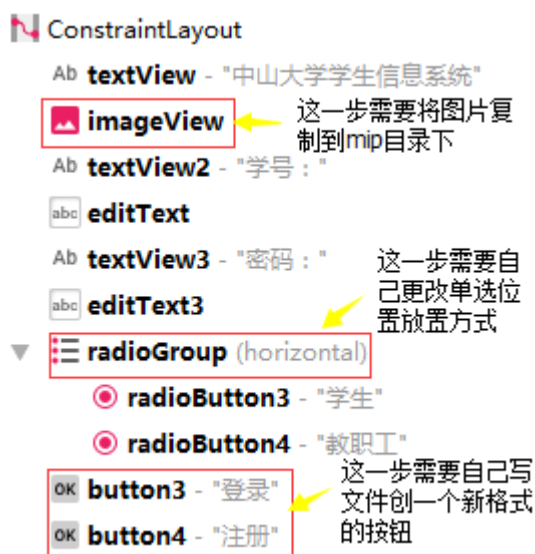 ConstraintLayout
Ab textView - "中山大学学生信息系统"
imageView
这一步需要将图片复
制到mip目录下
Ab textView2 - "学号："
abc editText
Ab textView3 - "密码："
这一步需要自
己更改单选位
置放置方式
abc editText3
radioGroup (horizontal)
radioButton3 - "学生"
radioButton4 - "教职工"
这一步需要自己写
文件创一个新格式
的按钮
OK button3 - "登录"
OK button4 - "注册"